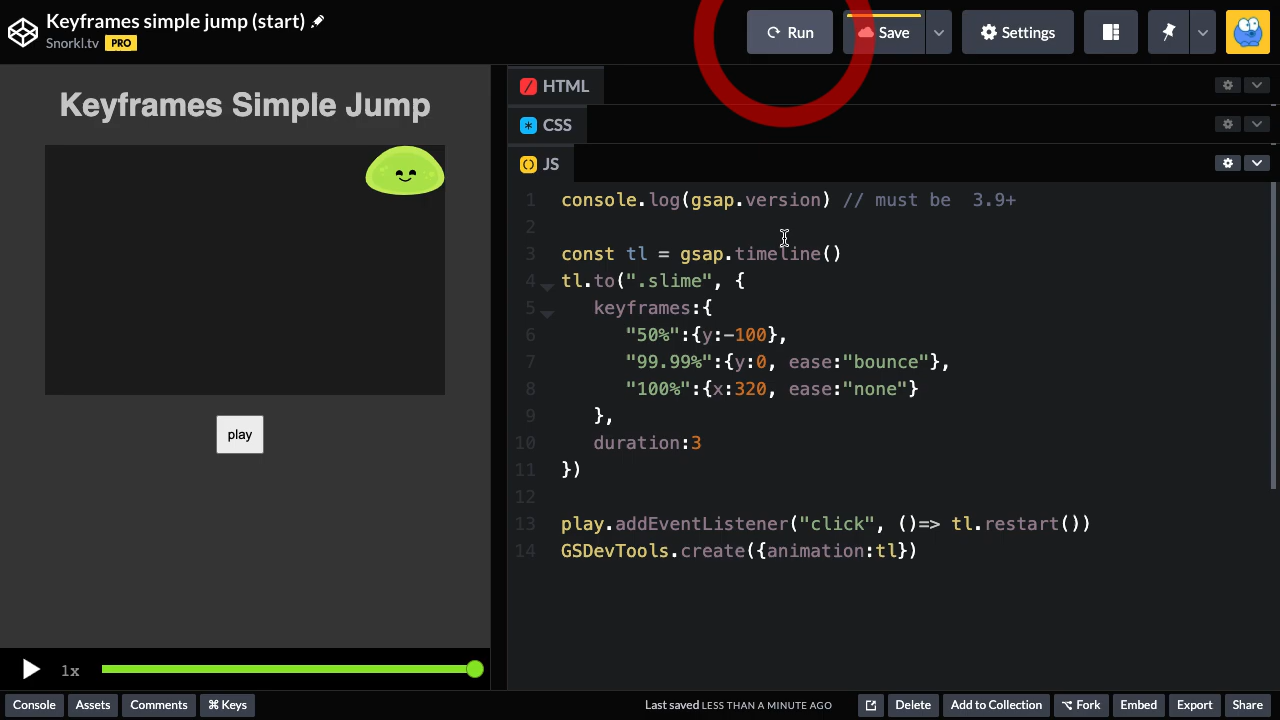 Keyframes simple jump (start)
Snorkl.tv PRO
Run
Save
Settings
Keyframes Simple Jump
play
1x
HTML
CSS
JS
1 console.log(gsap.version) // must be  3.9+
2
3 const tl = gsap.timeline()
4 tl.to(".slime", {
5    keyframes:{
6       "50%":{y:-100},
7       "99.99%":{y:0, ease:"bounce"},
8       "100%":{x:320, ease:"none"}
9    },
10    duration:3
11 })
12
13 play.addEventListener("click", ()=> tl.restart())
14 GSDevTools.create({animation:tl})
Console Assets Comments ⌘ Keys Last saved LESS THAN A MINUTE AGO Delete Add to Collection ⌥ Fork Embed Export Share